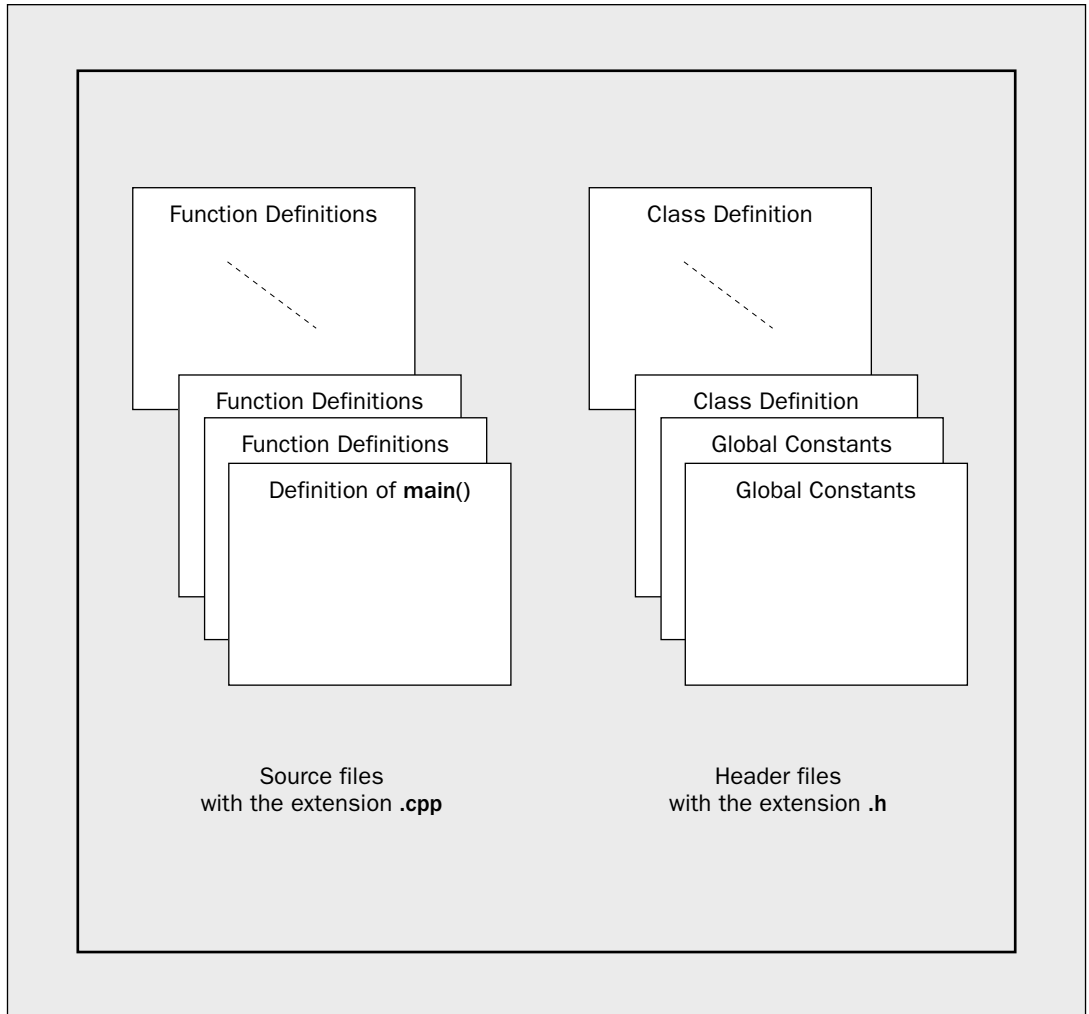 Function Definitions
Function Definitions
Function Definitions
Definition of main()
Source files
with the extension .cpp
Class Definition
Class Definition
Global Constants
Global Constants
Header files
with the extension .h